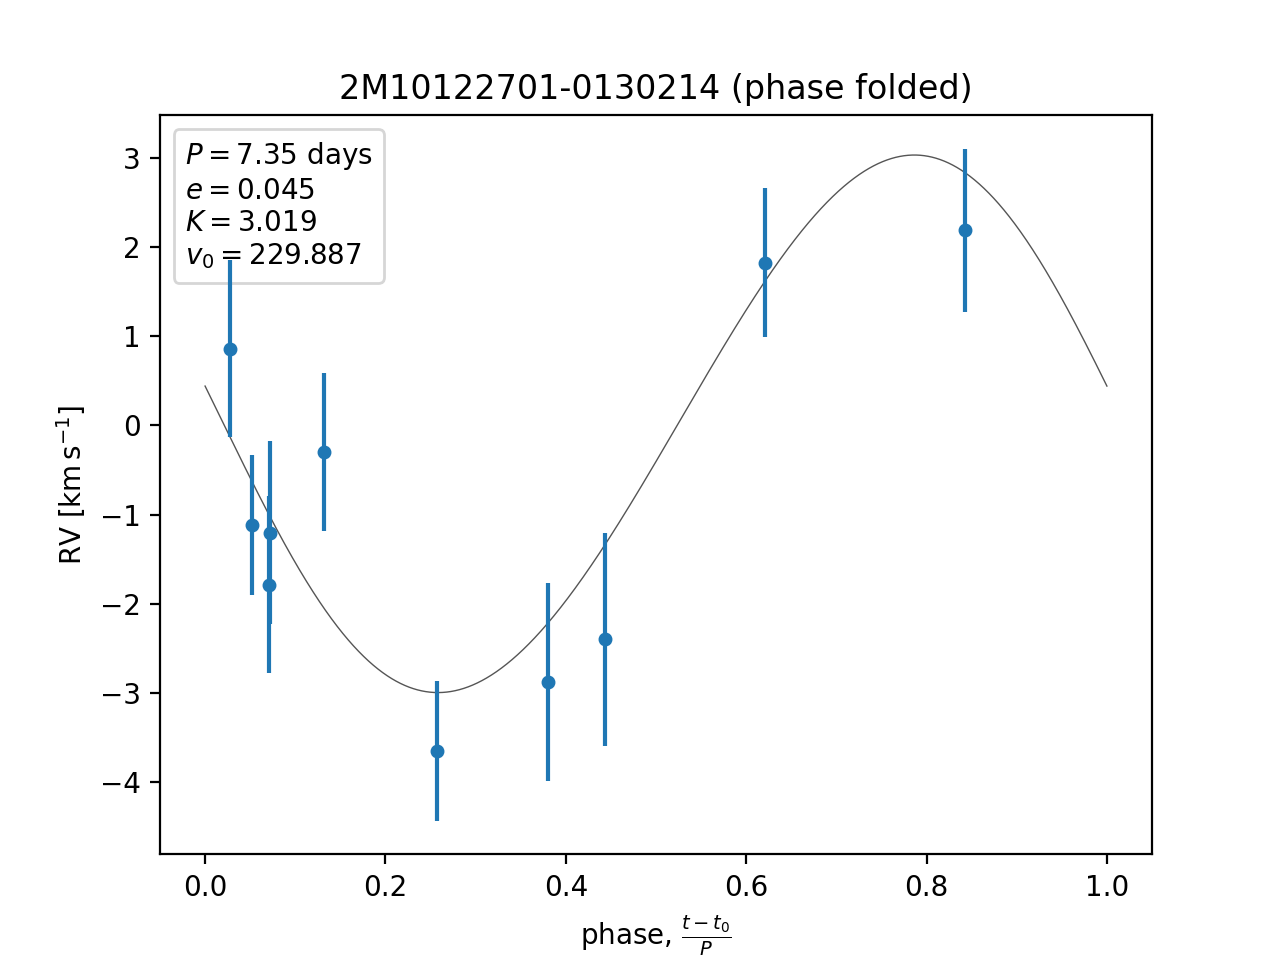 2M10122701-0130214 (phase folded)
P = 7.35 days
e = 0.045
K = 3.019
v₀ = 229.887
3
2
1
0
−1
−2
−3
−4
RV [km s⁻¹]
0.0 0.2 0.4 0.6 0.8 1.0
phase, (t − t₀)/P